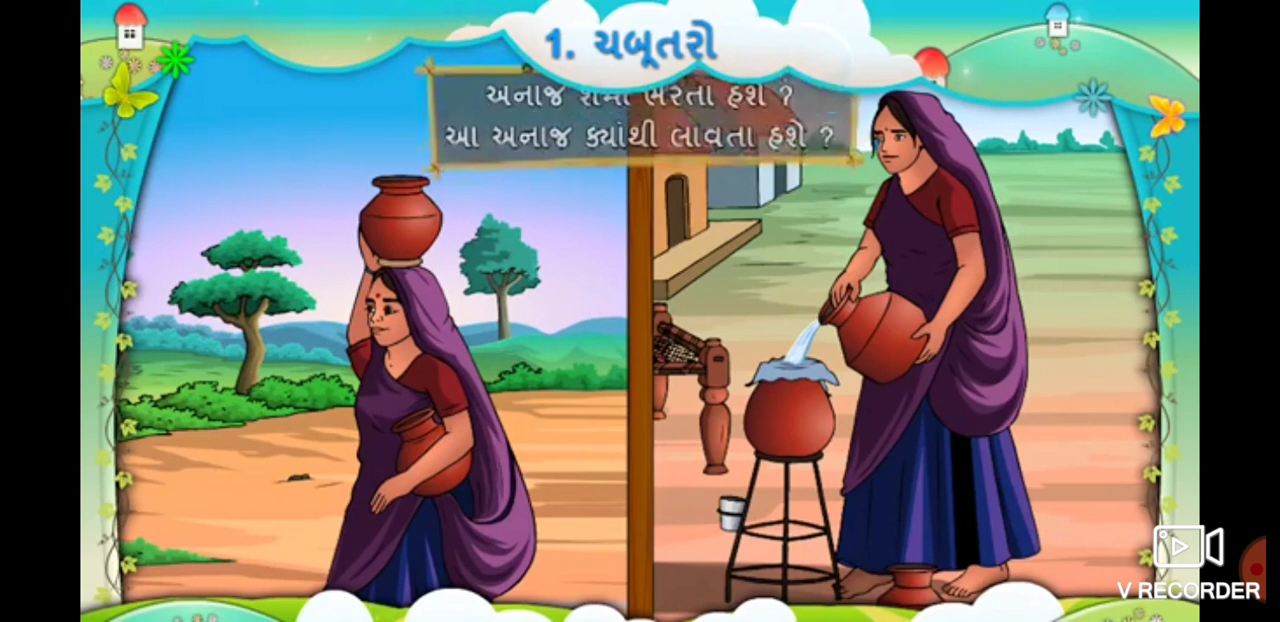 1. ચબૂતરો
અનાજ શેમાં ભરતા હશે ?
આ અનાજ ક્યાંથી લાવતા હશે ?
V RECORDER